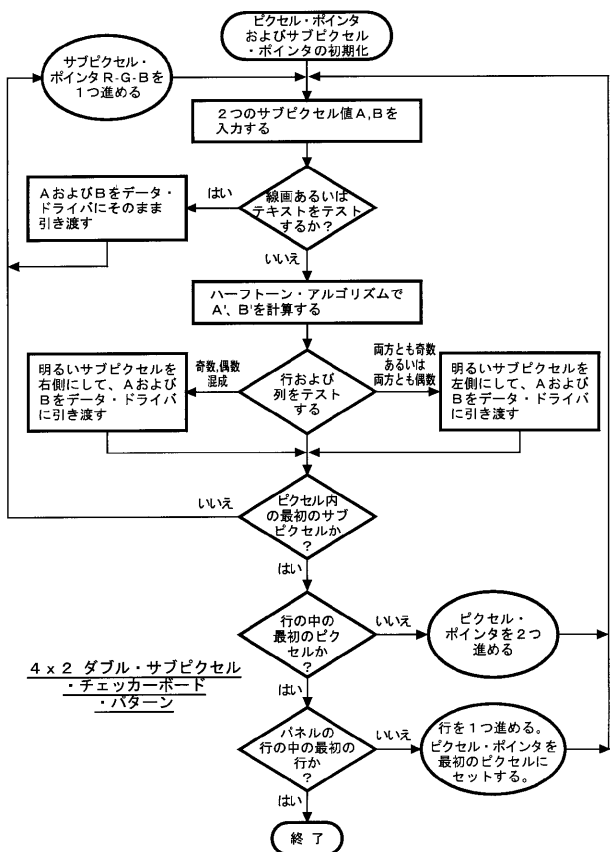 ピクセル・ポインタ
およびサブピクセル
・ポインタの初期化
サブピクセル・
ポインタR-G-Bを
1つ進める
2つのサブピクセル値A,Bを
入力する
線画あるいは
テキストをテスト
するか?
はい
AおよびBをデータ・
ドライバにそのまま
引き渡す
いいえ
ハーフトーン・アルゴリズムで
A'、B'を計算する
行および
列をテスト
する
奇数,偶数
混成
両方とも奇数
あるいは
両方とも偶数
明るいサブピクセルを
右側にして、Aおよび
Bをデータ・ドライバ
に引き渡す
明るいサブピクセルを
左側にして、Aおよび
Bをデータ・ドライバ
に引き渡す
ピクセル内
の最初のサブ
ピクセルか
?
いいえ
はい
行の中の
最初のピク
セルか
?
いいえ
ピクセル・
ポインタを2つ
進める
はい
4x2 ダブル・サブピクセル
・チェッカーボード
・パターン
パネルの
行の中の最初の
行か
?
いいえ
行を1つ進める。
ピクセル・ポインタを
最初のピクセルに
セットする。
はい
終了